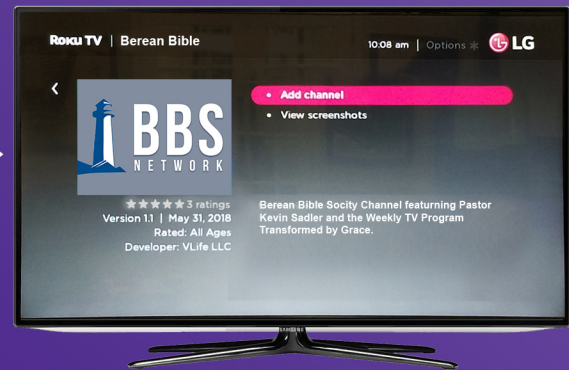 ROKU TV | Berean Bible
10:08 am | Options ✱
LG
‹
BBS
NETWORK
• Add channel
• View screenshots
★★★★★ 3 ratings
Version 1.1 | May 31, 2018
Rated: All Ages
Developer: VLife LLC
Berean Bible Socity Channel featurning Pastor
Kevin Sadler and the Weekly TV Program
Transformed by Grace.
SAMSUNG